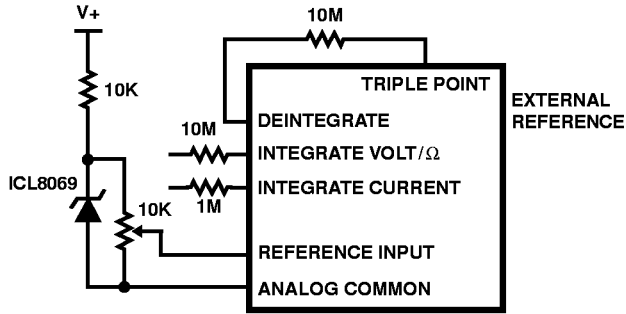 V+
10M
TRIPLE POINT
10K
EXTERNAL
REFERENCE
DEINTEGRATE
10M
INTEGRATE VOLT/Ω
ICL8069
INTEGRATE CURRENT
1M
10K
REFERENCE INPUT
ANALOG COMMON